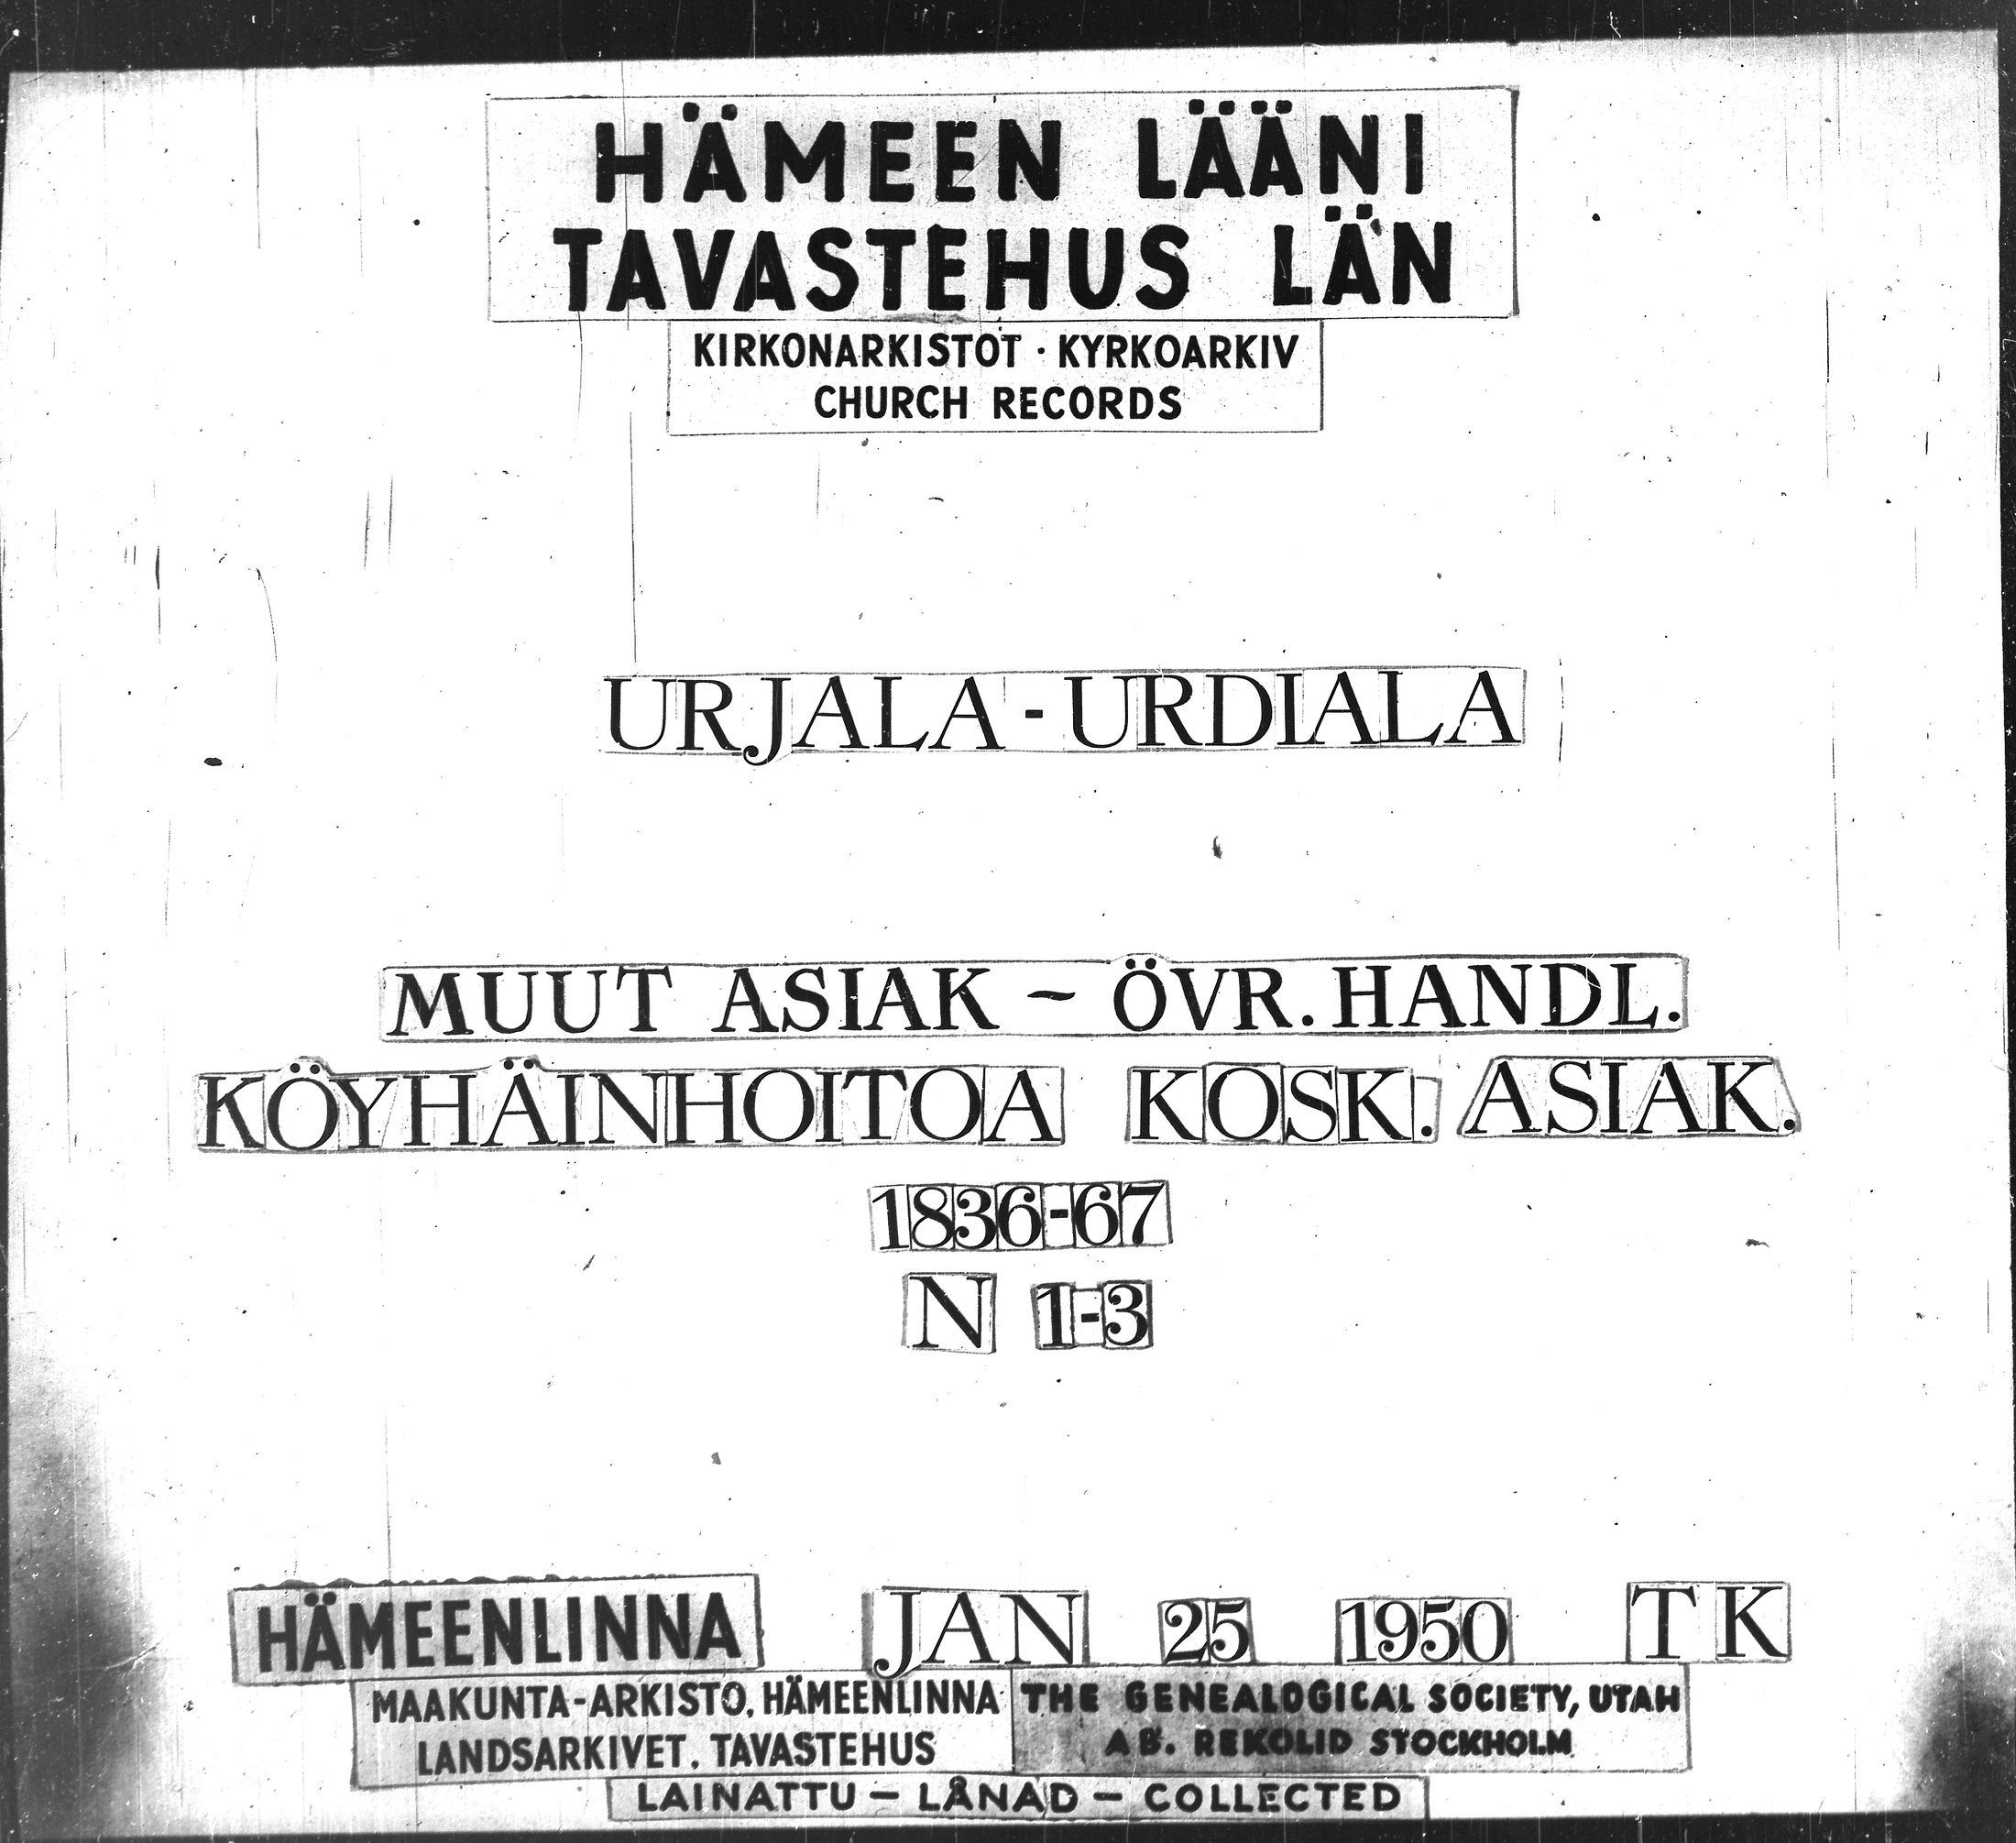 HÄMEEN LÄÄNI
TAVASTEHUS LÄN
KIRKONARKISTOT · KYRKOARKIV
CHURCH RECORDS
URJALA - URDIALA
MUUT ASIAK ~ ÖVR. HANDL.
KÖYHÄINHOITOA KOSK. ASIAK.
1836-67
N 1-3
HÄMEENLINNA JAN 25 1950 TK
MAAKUNTA-ARKISTO, HÄMEENLINNA
LANDSARKIVET, TAVASTEHUS
THE GENEALOGICAL SOCIETY, UTAH
AB. REKOLID STOCKHOLM
LAINATTU - LÅNAD - COLLECTED